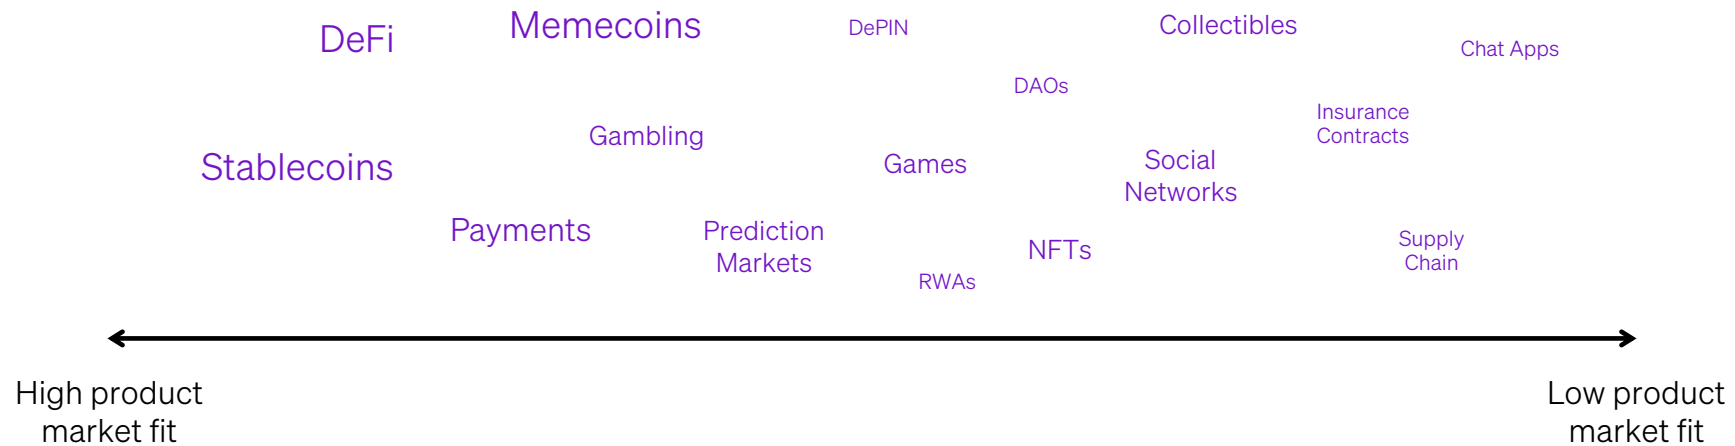 DeFi
Memecoins
DePIN
Collectibles
Chat Apps
DAOs
Insurance
Contracts
Gambling
Stablecoins
Games
Social
Networks
Payments
Prediction
Markets
NFTs
Supply
Chain
RWAs
High product
market fit
Low product
market fit